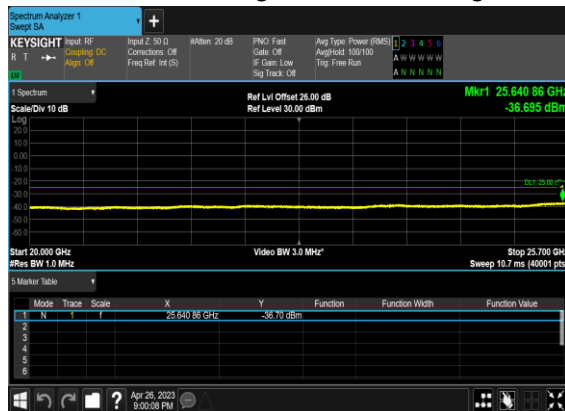 Spectrum Analyzer 1
Swept SA
+
KEYSIGHT Input: RF Input Z: 50 Ω #Atten: 20 dB PNO: Fast Avg Type: Power (RMS) 1 2 3 4 5 6
R T Coupling: DC Corrections: Off Gate: Off Avg|Hold: 100/100 A W W W W W
Align: Off Freq Ref: Int (S) IF Gain: Low Trig: Free Run
Sig Track: Off A N N N N N
1 Spectrum Ref Lvl Offset 26.00 dB Mkr1 25.640 86 GHz
Scale/Div 10 dB Ref Level 30.00 dBm -36.695 dBm
Log
20.0
10.0
0.00
-10.0
-20.0 DL1 -25.00
-30.0
-40.0
-50.0
-60.0
Start 20.000 GHz Video BW 3.0 MHz* Stop 25.700 GHz
#Res BW 1.0 MHz Sweep 10.7 ms (40001 pts
5 Marker Table
Mode Trace Scale X Y Function Function Width Function Value
1 N 1 f 25.640 86 GHz -36.70 dBm
2
3
4
5
6
? Apr 26, 2023
9:00:08 PM